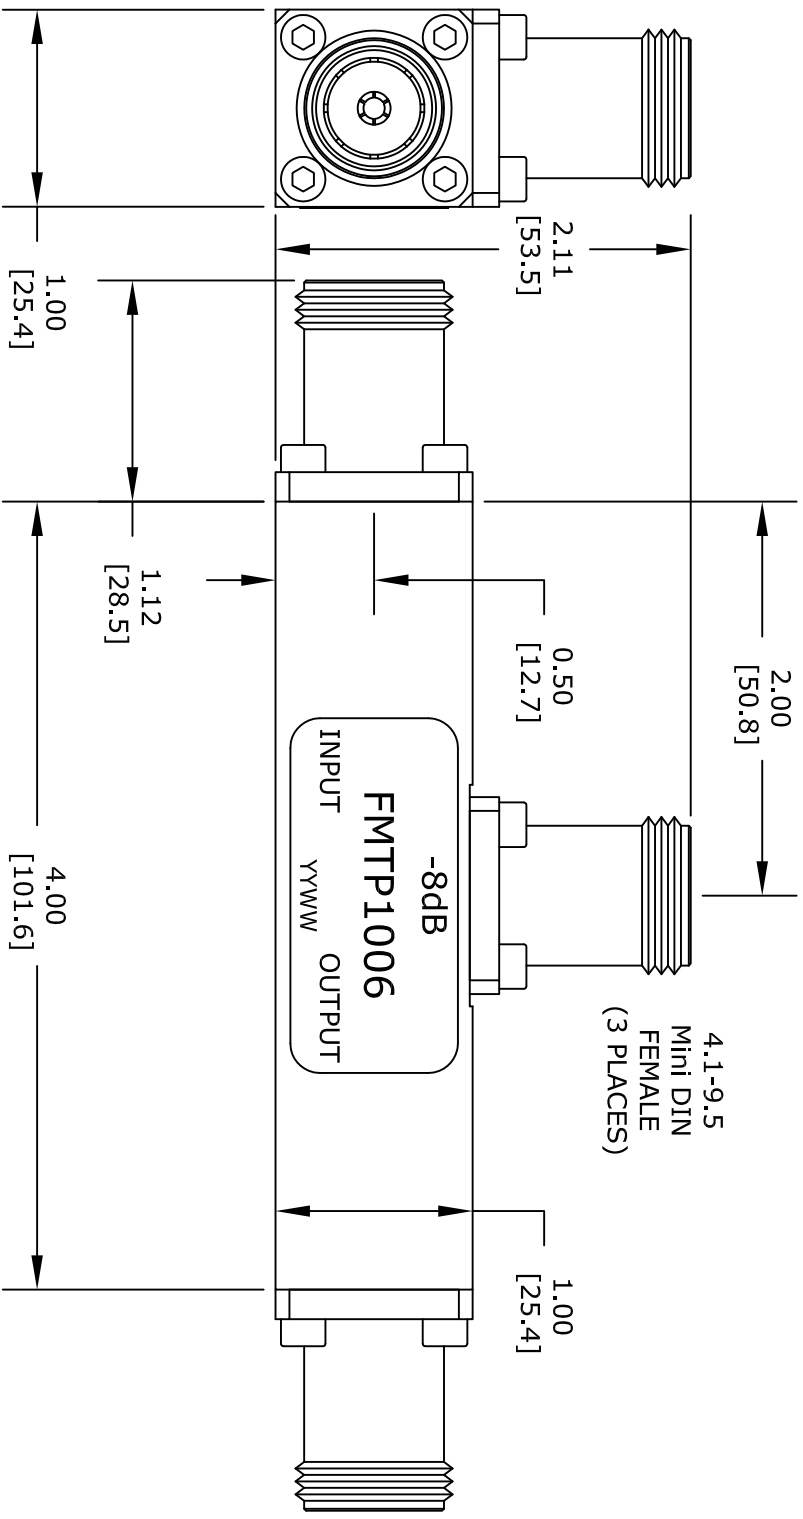 2.00
[50.8]
4.1-9.5
Mini DIN
FEMALE
(3 PLACES)
2.11
[53.5]
0.50
[12.7]
1.00
[25.4]
-8dB
FMTP1006
INPUT
OUTPUT
YYWW
1.12
[28.5]
1.00
[25.4]
4.00
[101.6]